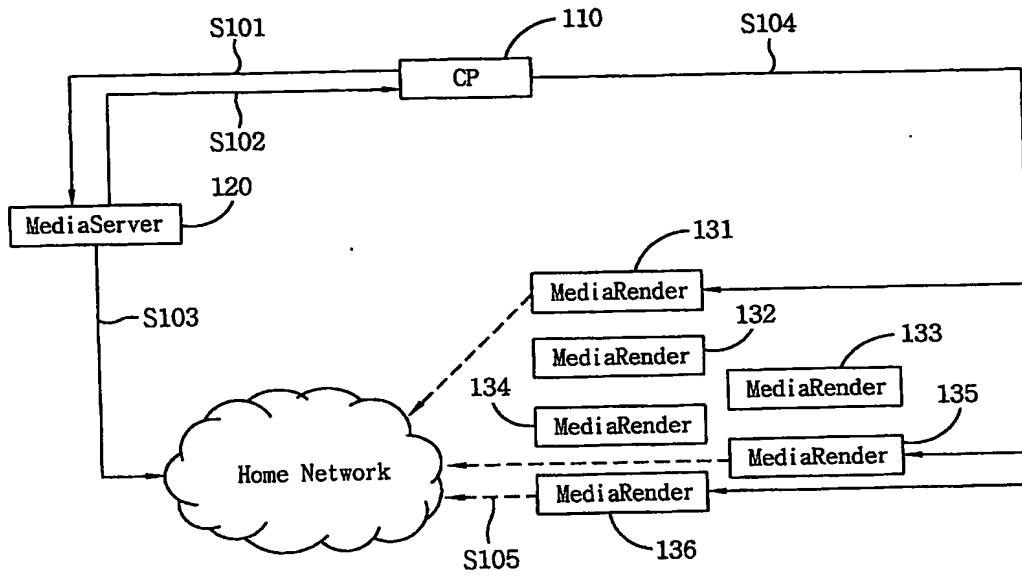 110
S101
S104
CP
S102
120
MediaServer
131
MediaRender
S103
132
MediaRender
133
MediaRender
134
MediaRender
135
MediaRender
Home Network
MediaRender
S105
136